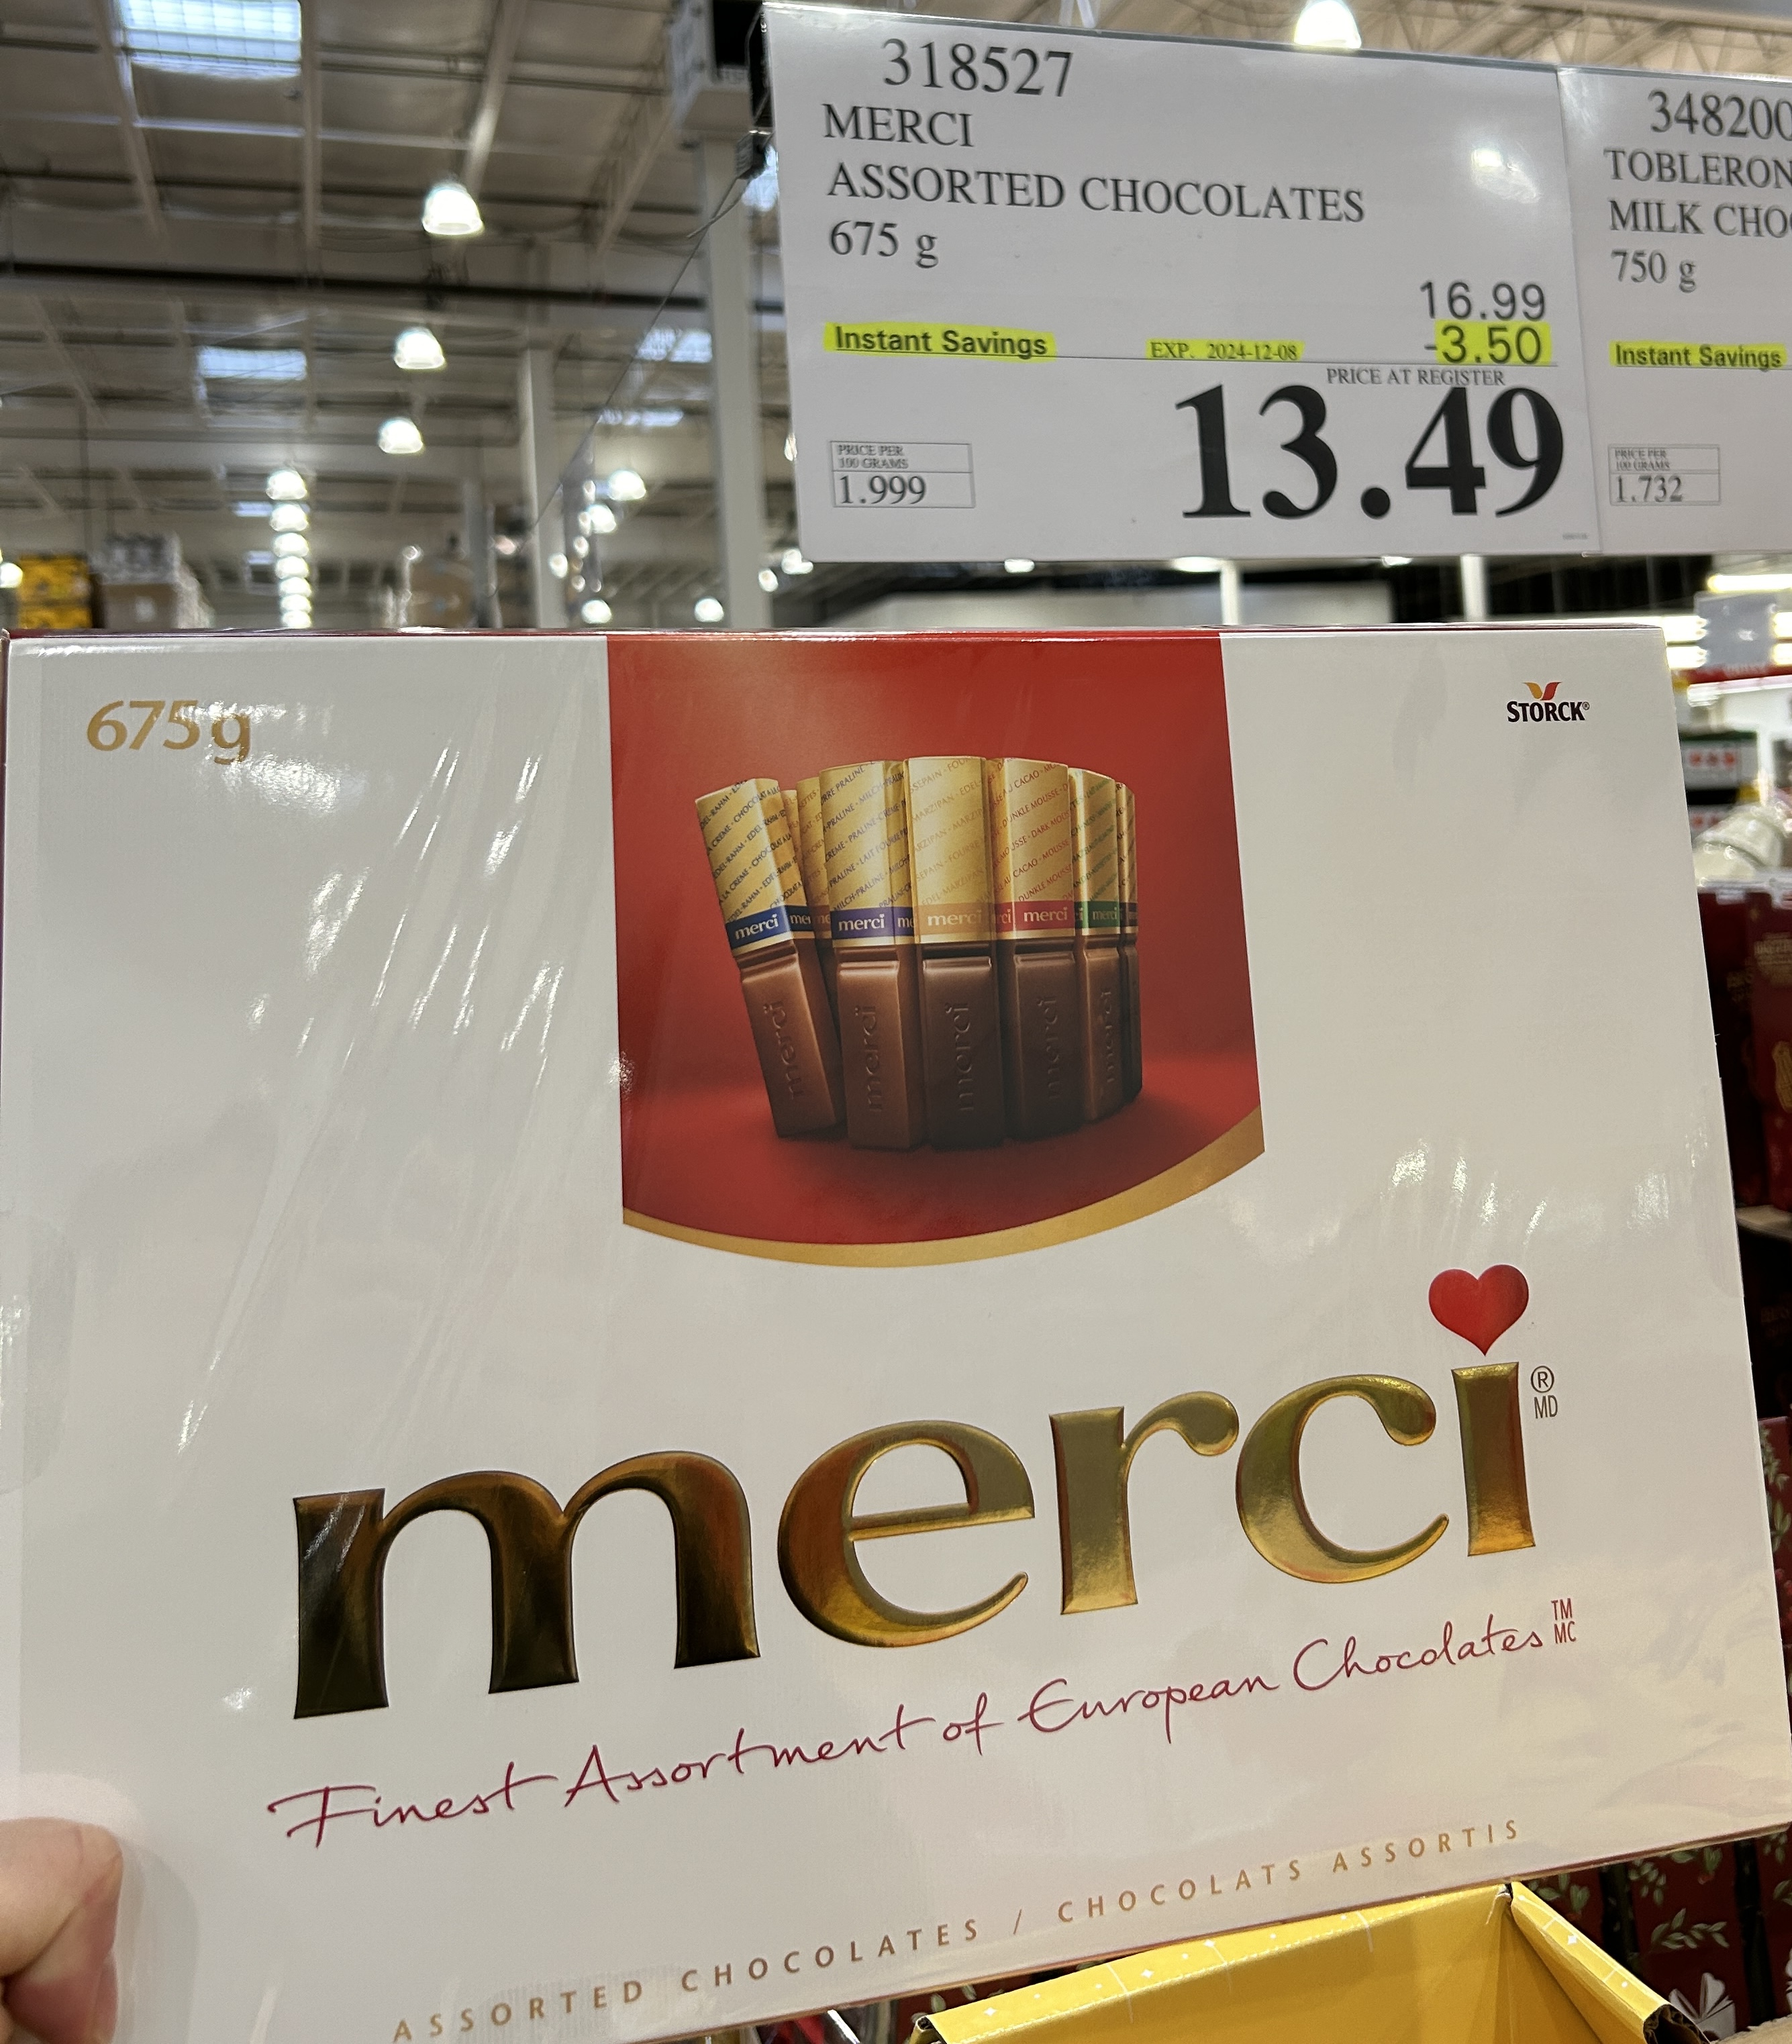 318527
MERCI
ASSORTED CHOCOLATES
675 g
16.99
Instant Savings EXP. 2024-12-08 -3.50
PRICE AT REGISTER
13.49
PRICE PER
100 GRAMS
1.999
348200
TOBLERON
MILK CHO
750 g
Instant Savings
PRICE PER
100 GRAMS
1.732
675g
STORCK®
merci
merci
merci
merci
merci
merci
merci
merci
merci
merci
merci®
MD
Finest Assortment of European Chocolates TM
MC
ASSORTED CHOCOLATES / CHOCOLATS ASSORTIS